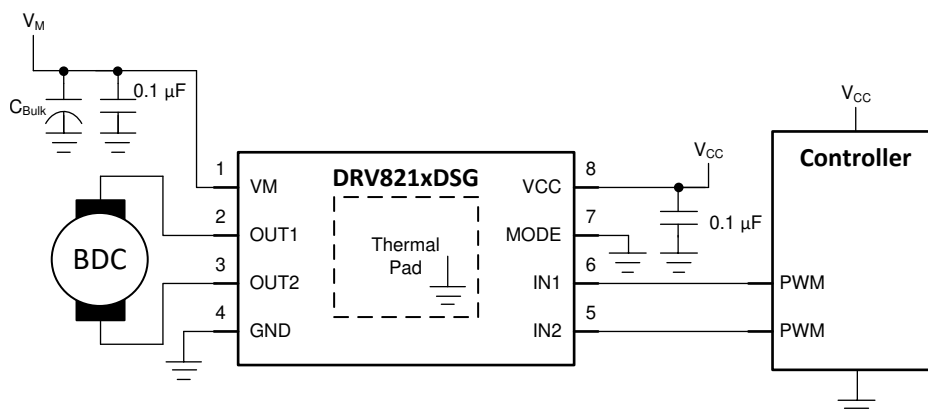 VM
CBulk
0.1 µF
1
VM
2
OUT1
3
OUT2
4
GND
BDC
DRV821xDSG
Thermal
Pad
8
VCC
7
MODE
6
IN1
5
IN2
VCC
0.1 µF
VCC
Controller
PWM
PWM